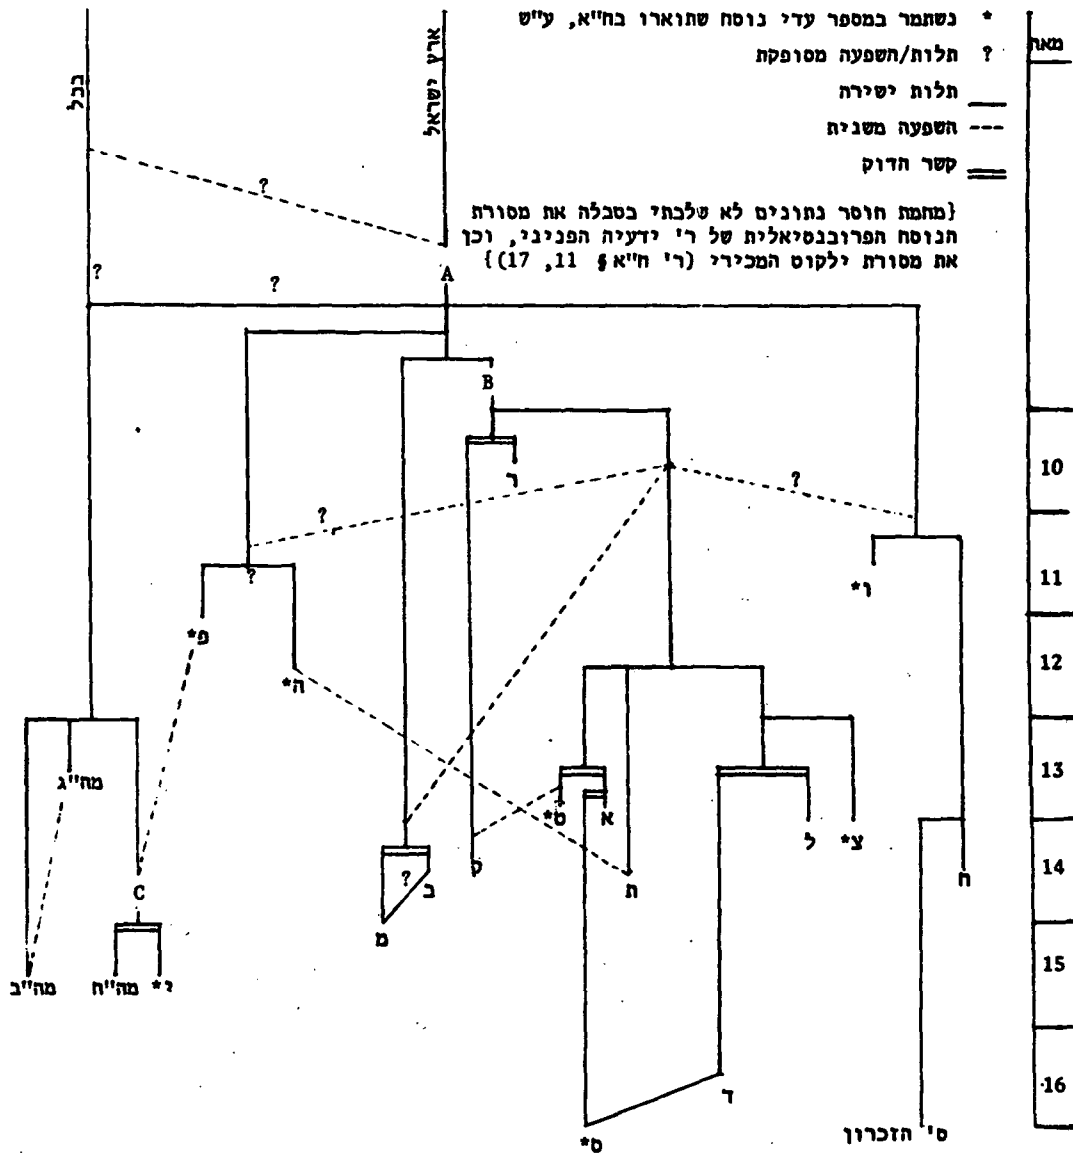 * נשתמר במספר עדי נוסח שתוארו בח"א, ע"ש
? תלות/השפעה מסופקת
תלות ישירה
--- השפעה משנית
קשר הדוק
{מחמת חוסר נתונים לא שלבתי בטבלה את מסורת
הנוסח הפרובנסיאלית של ר' ידעיה הפניני, וכן
את מסורת ילקוט המכירי (ר' ח"א § 11, 17)}
מאה
ארץ ישראל
בבל
?
?
?
A
B
ר
10
?
?
?
ו*
11
פ*
ה*
12
מה"ג
13
ט*
א
ל
צ*
C
?
ב
ק
ת
ח
14
מ
מה"ב
מה"ח
י*
15
ד
16
ס*
ס' הזכרון